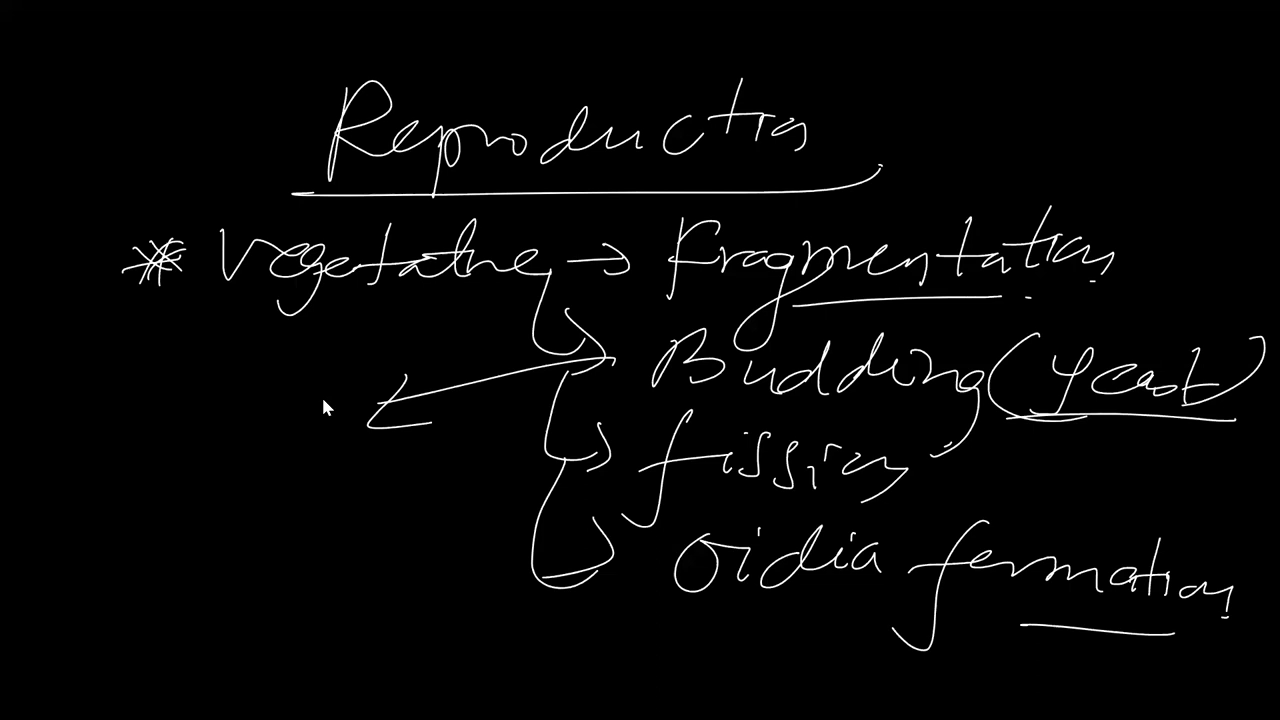 Reproduction
* Vegetative → Fragmentation
Budding (Yeast)
fission
Oidia formation